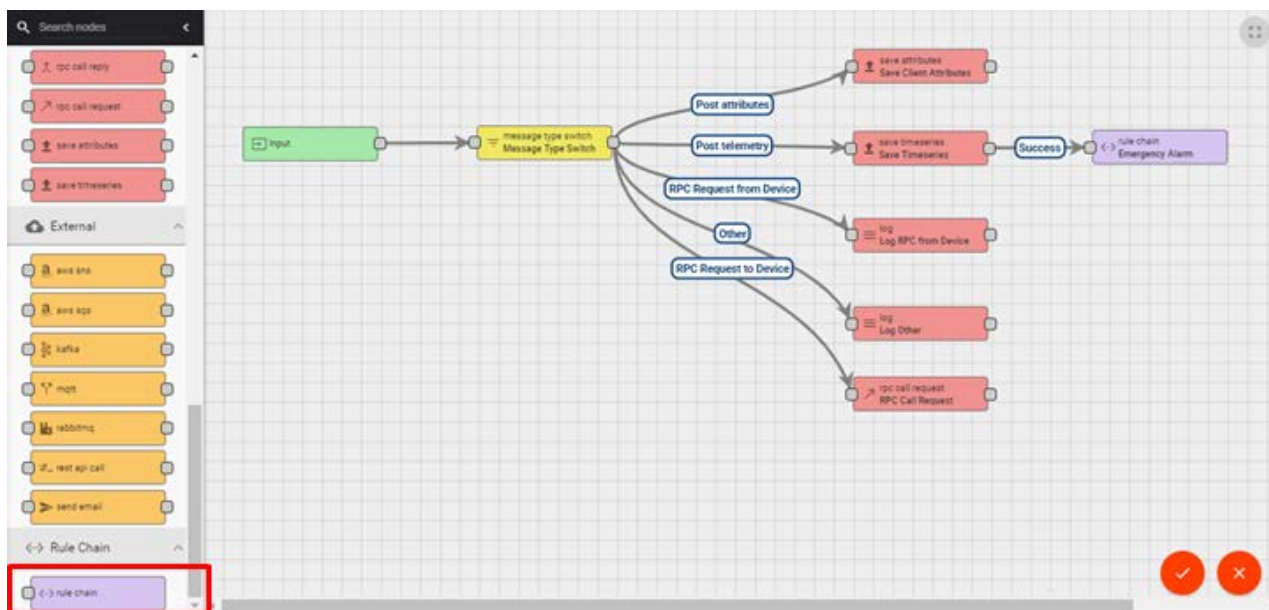 Search nodes
rpc call reply
rpc call request
save attributes
save timeseries
External
aws sns
aws sqs
kafka
mqtt
rabbitmq
rest api call
send email
Rule Chain
rule chain
Input
message type switch
Message Type Switch
Post attributes
Post telemetry
RPC Request from Device
Other
RPC Request to Device
save attributes
Save Client Attributes
save timeseries
Save Timeseries
Success
rule chain
Emergency Alarm
log
Log RPC from Device
log
Log Other
rpc call request
RPC Call Request